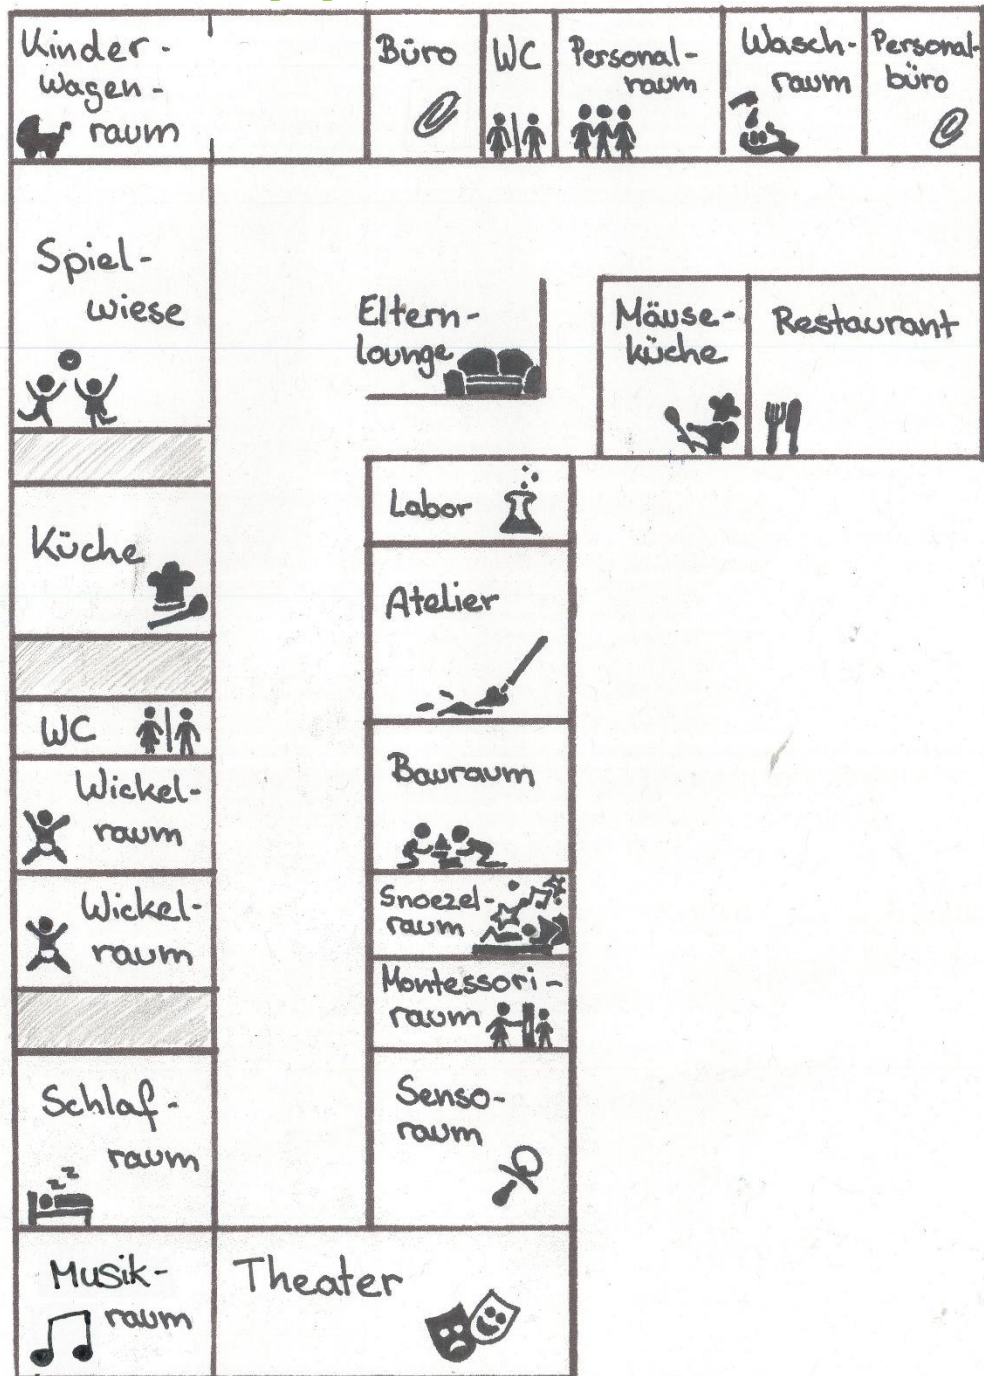 Kinder-
wagen-
raum
Büro
WC
Personal-
raum
Wasch-
raum
Personal-
büro
Spiel-
wiese
Eltern-
lounge
Mäuse-
küche
Restaurant
Küche
Labor
Atelier
WC
Bauraum
Wickel-
raum
Snoezel-
raum
Wickel-
raum
Montessori-
raum
Schlaf-
raum
zz
Senso-
raum
Musik-
raum
Theater